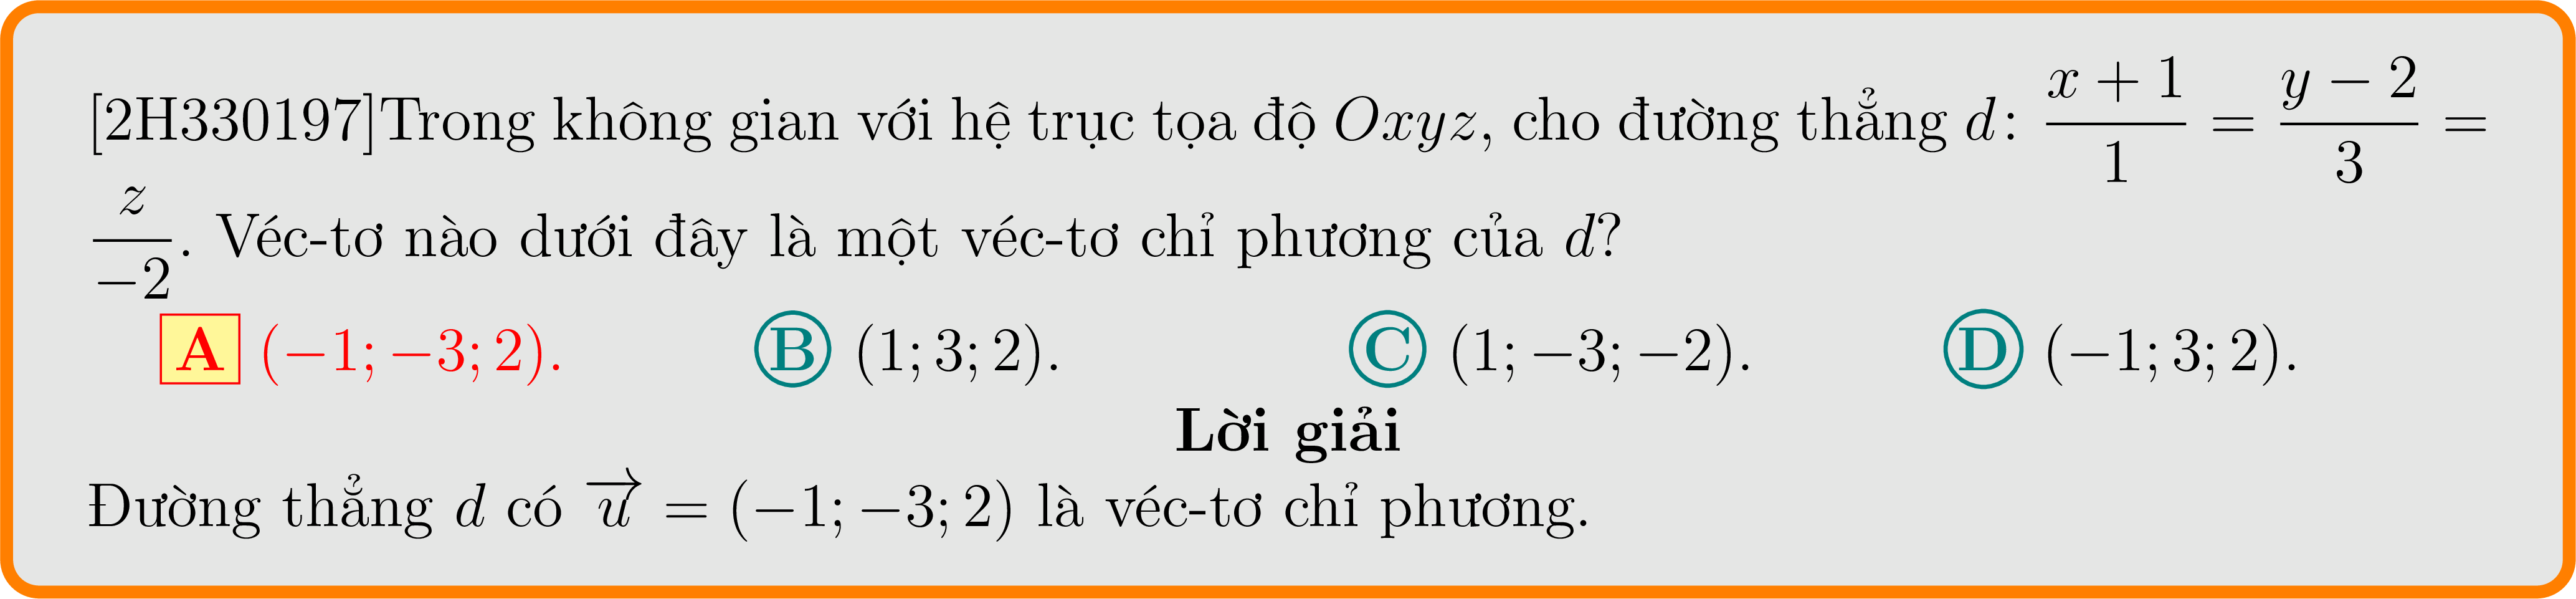 [2H330197]Trong không gian với hệ trục tọa độ $Oxyz$, cho đường thẳng $d\colon \dfrac{x+1}{1} = \dfrac{y-2}{3} =$
$\dfrac{z}{-2}$. Véc-tơ nào dưới đây là một véc-tơ chỉ phương của $d$?
A $(-1;-3;2)$. B $(1;3;2)$. C $(1;-3;-2)$. D $(-1;3;2)$.
Lời giải
Đường thẳng $d$ có $\overrightarrow{u} = (-1;-3;2)$ là véc-tơ chỉ phương.